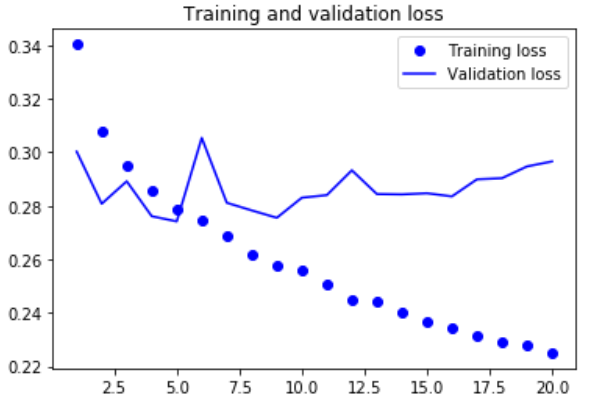 Training and validation loss
Training loss
Validation loss
0.34
0.32
0.30
0.28
0.26
0.24
0.22
2.5 5.0 7.5 10.0 12.5 15.0 17.5 20.0